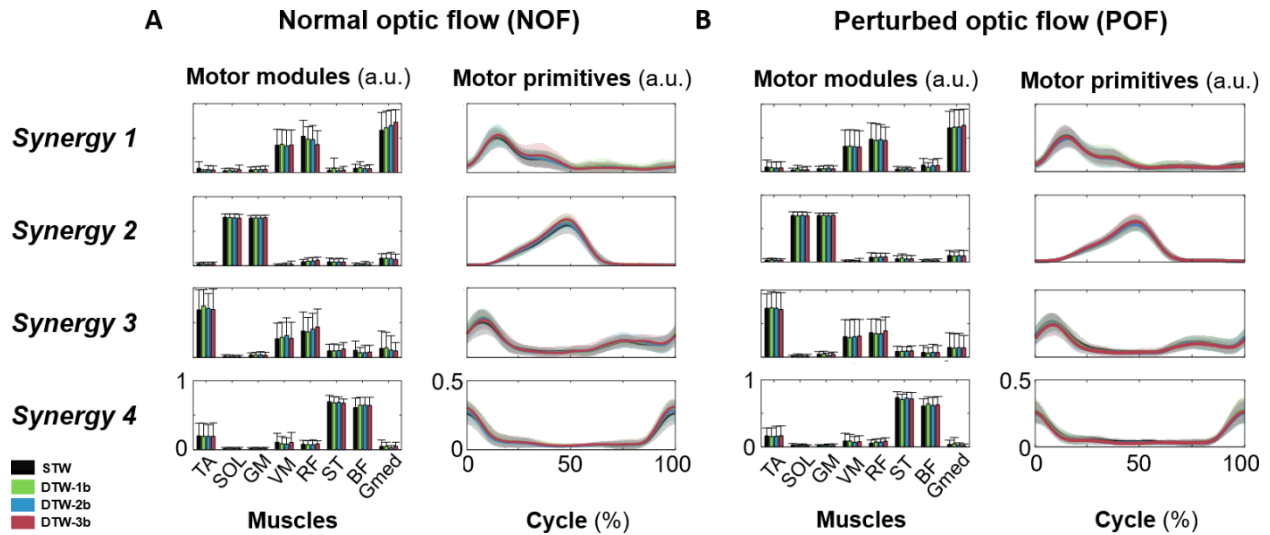 A Normal optic flow (NOF) B Perturbed optic flow (POF)
Motor modules (a.u.) Motor primitives (a.u.) Motor modules (a.u.) Motor primitives (a.u.)
Synergy 1
Synergy 2
Synergy 3
Synergy 4
1 0.5 1 0.5
0 0 0 0
TA SOL GM VM RF ST BF Gmed 0 50 100 TA SOL GM VM RF ST BF Gmed 0 50 100
STW
DTW-1b
DTW-2b
DTW-3b
Muscles Cycle (%) Muscles Cycle (%)